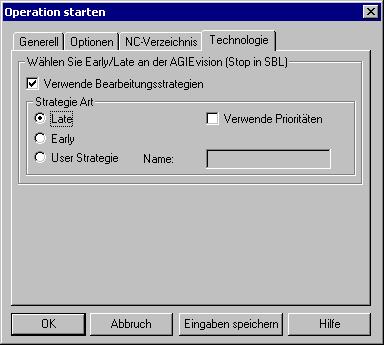 Operation starten
Generell Optionen NC-Verzeichnis Technologie
Wählen Sie Early/Late an der AGIEvision (Stop in SBL)
Verwende Bearbeitungsstrategien
Strategie Art
Late Verwende Prioritäten
Early
User Strategie Name:
OK Abbruch Eingaben speichern Hilfe